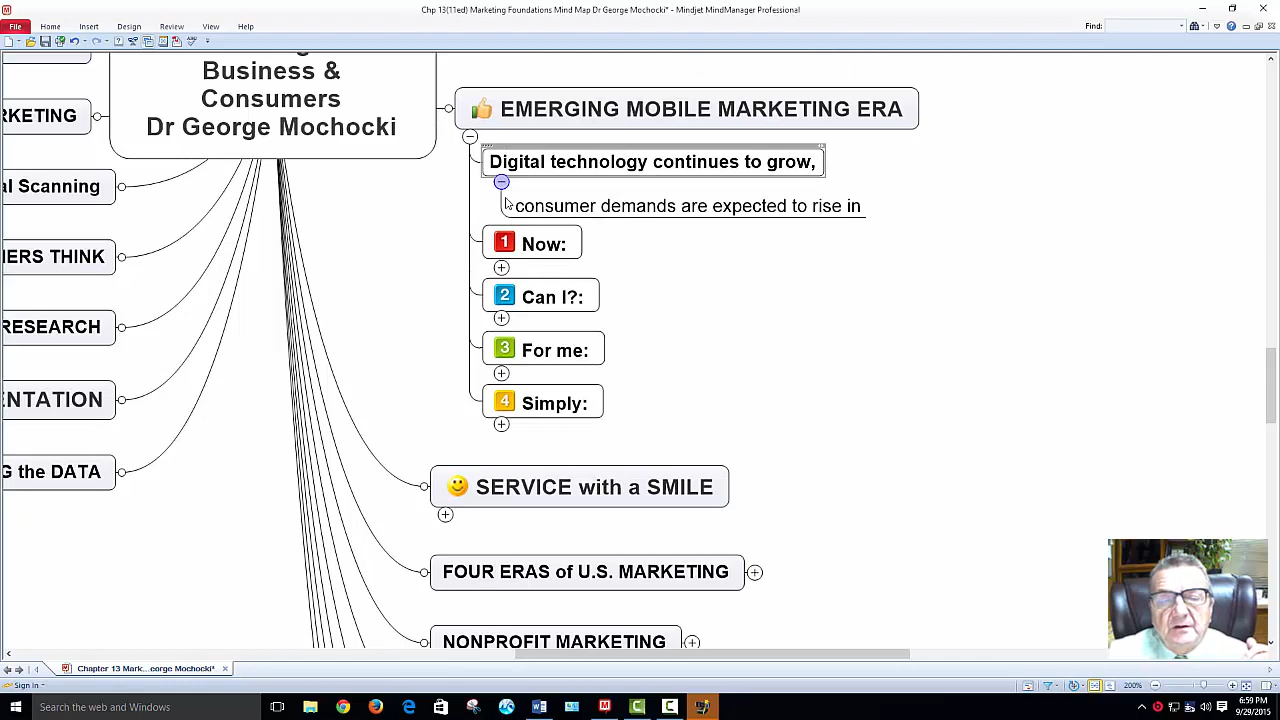 Chp 13(11ed) Marketing Foundations Mind Map Dr George Mochocki* - Mindjet MindManager Professional
File Home Insert Design Review View Help
Find:
Business &
Consumers
Dr George Mochocki
RKETING
al Scanning
IERS THINK
RESEARCH
ENTATION
G the DATA
EMERGING MOBILE MARKETING ERA
Digital technology continues to grow,
consumer demands are expected to rise in
1 Now:
2 Can I?:
3 For me:
4 Simply:
SERVICE with a SMILE
FOUR ERAS of U.S. MARKETING
NONPROFIT MARKETING
Chapter 13 Mark...eorge Mochocki*
Sign In
200%
Search the web and Windows
6:59 PM
9/29/2015